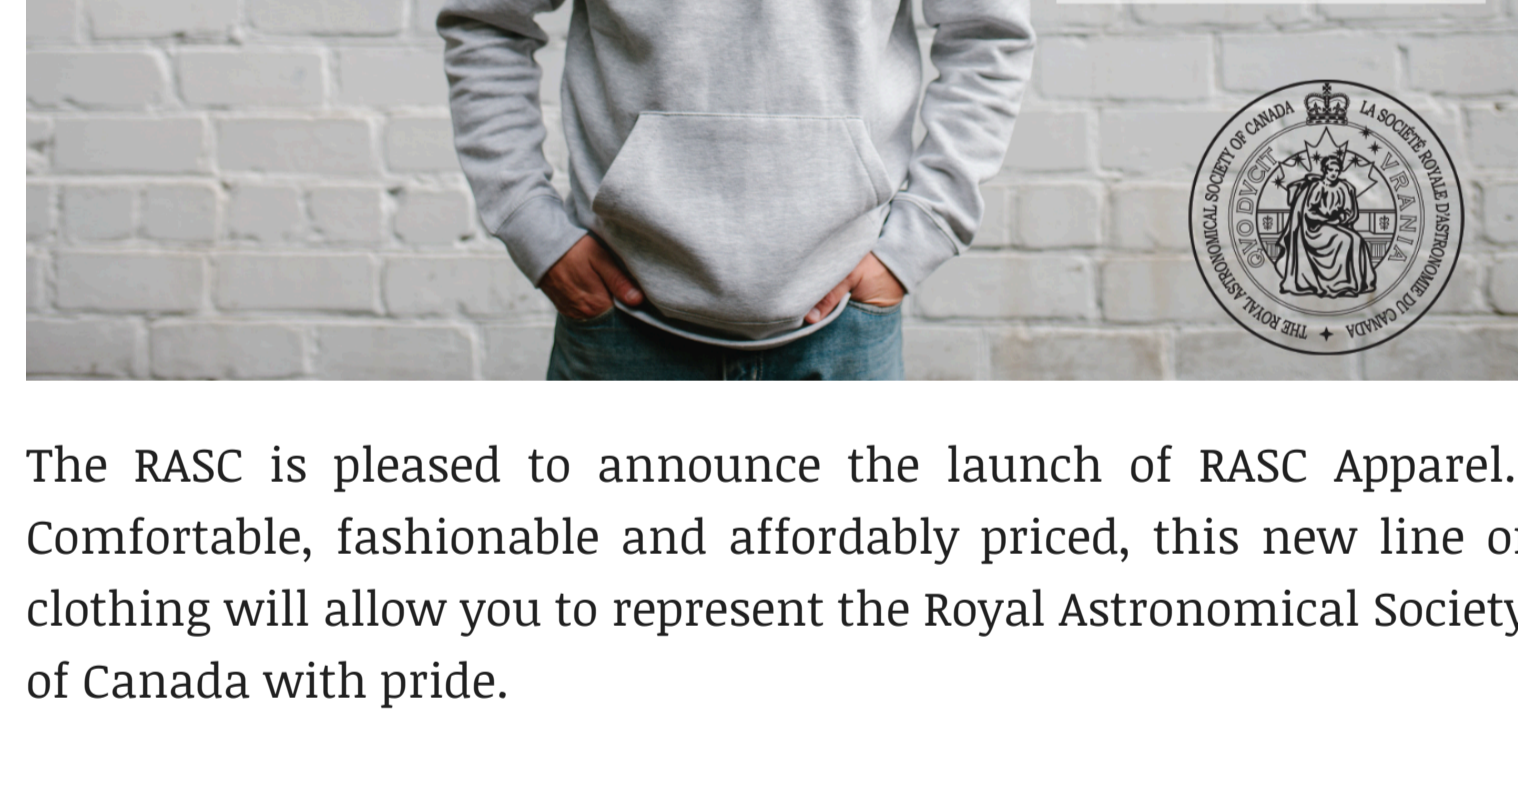 THE ROYAL ASTRONOMICAL SOCIETY OF CANADA
LA SOCIÉTÉ ROYALE D'ASTRONOMIE DU CANADA
QVO DVCIT
VRANIA
The RASC is pleased to announce the launch of RASC Apparel.
Comfortable, fashionable and affordably priced, this new line of
clothing will allow you to represent the Royal Astronomical Society
of Canada with pride.